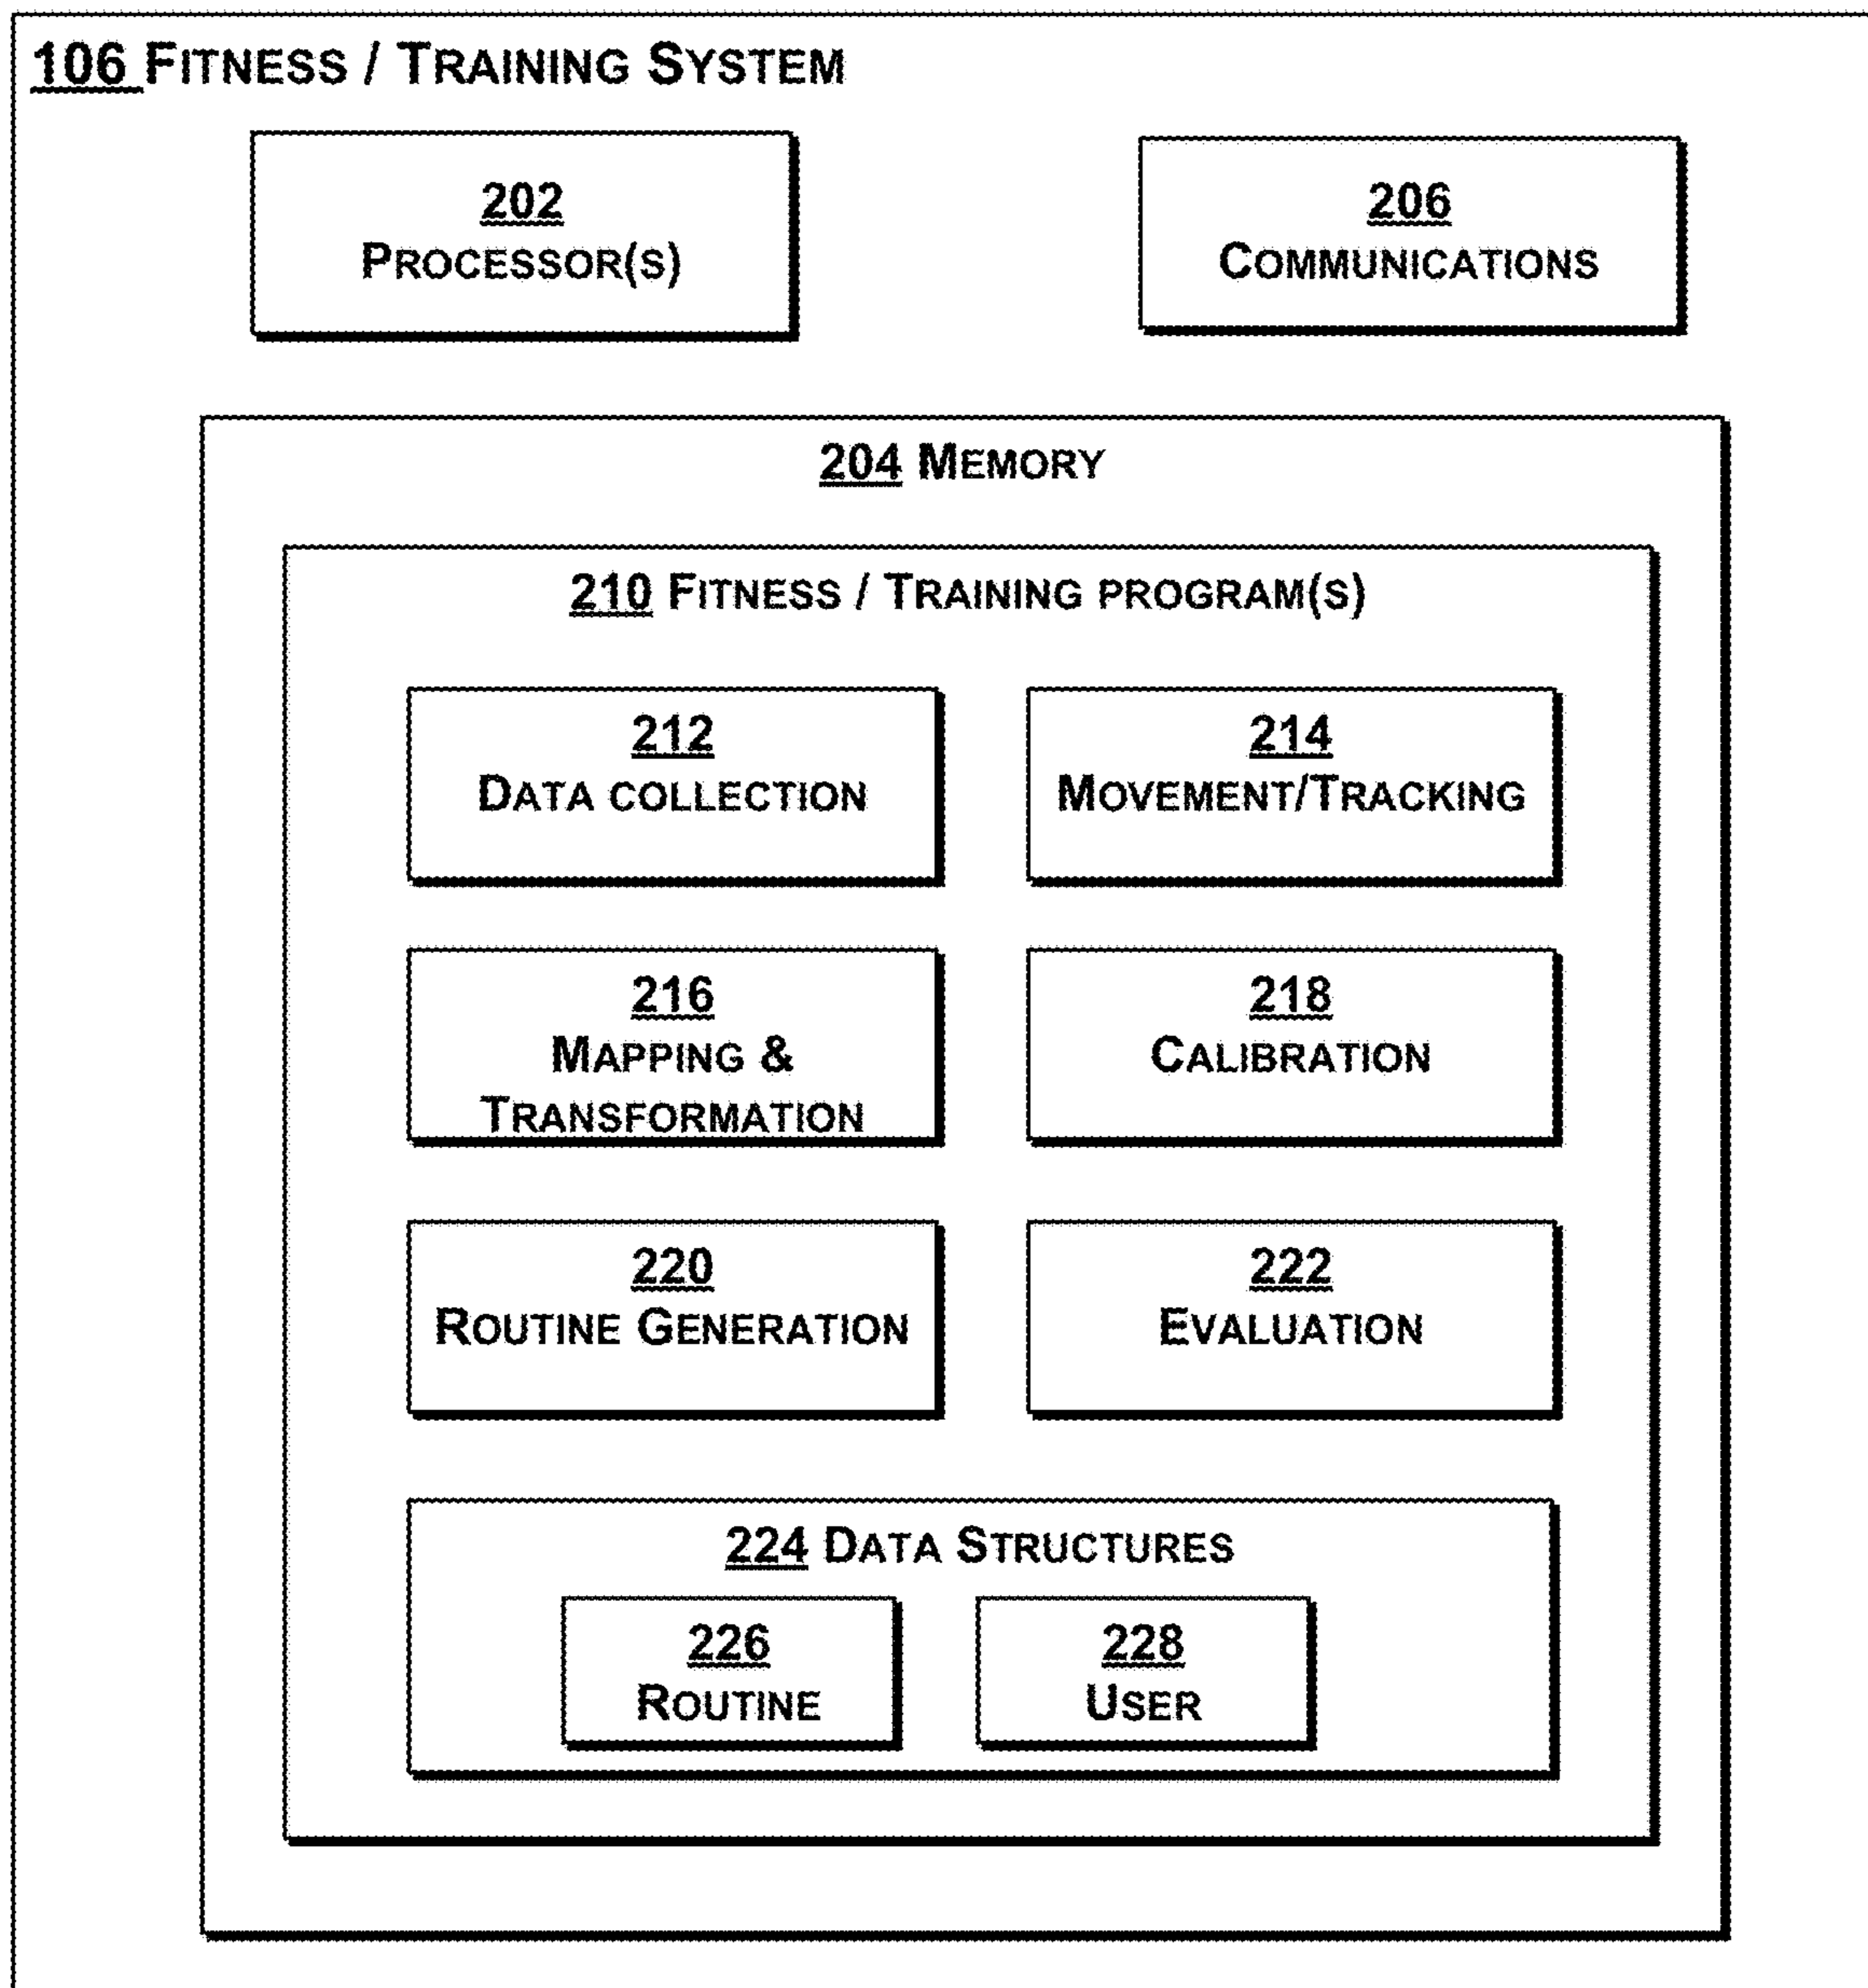 106 FITNESS / TRAINING SYSTEM
202
PROCESSOR(S)
206
COMMUNICATIONS
204 MEMORY
210 FITNESS / TRAINING PROGRAM(S)
212
DATA COLLECTION
214
MOVEMENT/TRACKING
216
MAPPING &
TRANSFORMATION
218
CALIBRATION
220
ROUTINE GENERATION
222
EVALUATION
224 DATA STRUCTURES
226
ROUTINE
228
USER